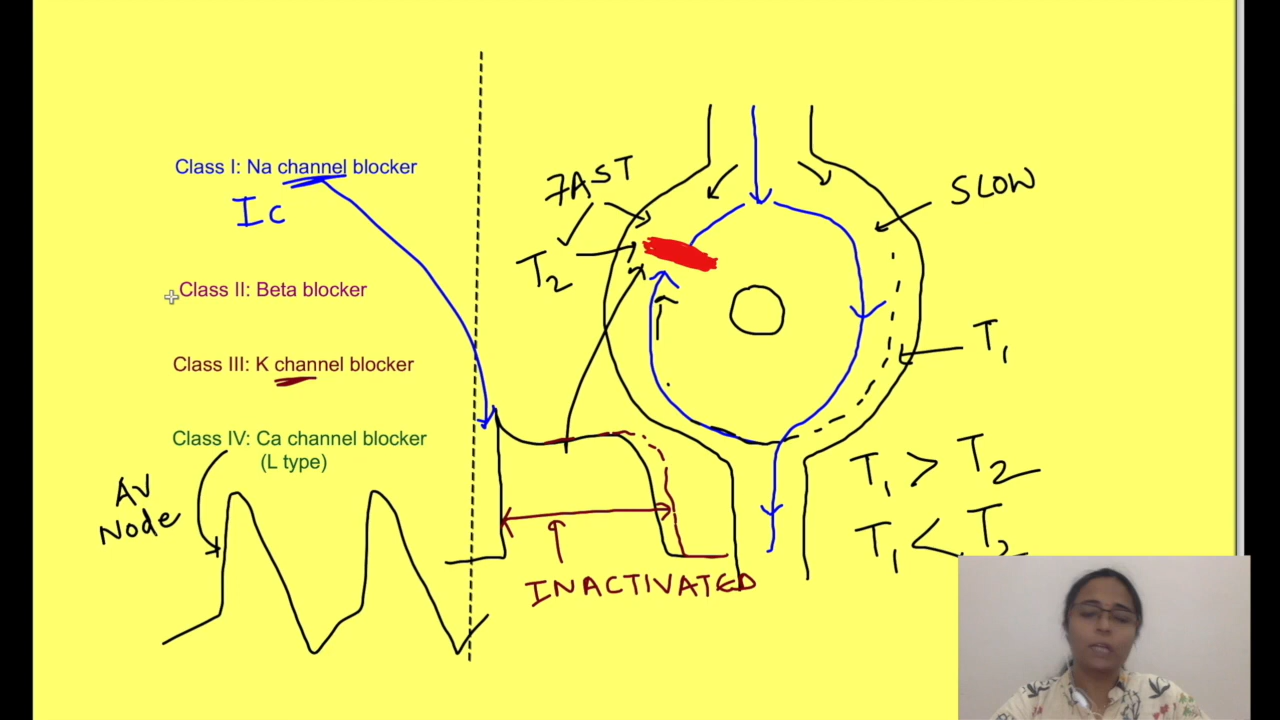 Class I: Na channel blocker
Ic
Class II: Beta blocker
Class III: K channel blocker
Class IV: Ca channel blocker
(L type)
AV
Node
FAST
T2
SLOW
T1
T1 > T2
T1 < T2
INACTIVATED